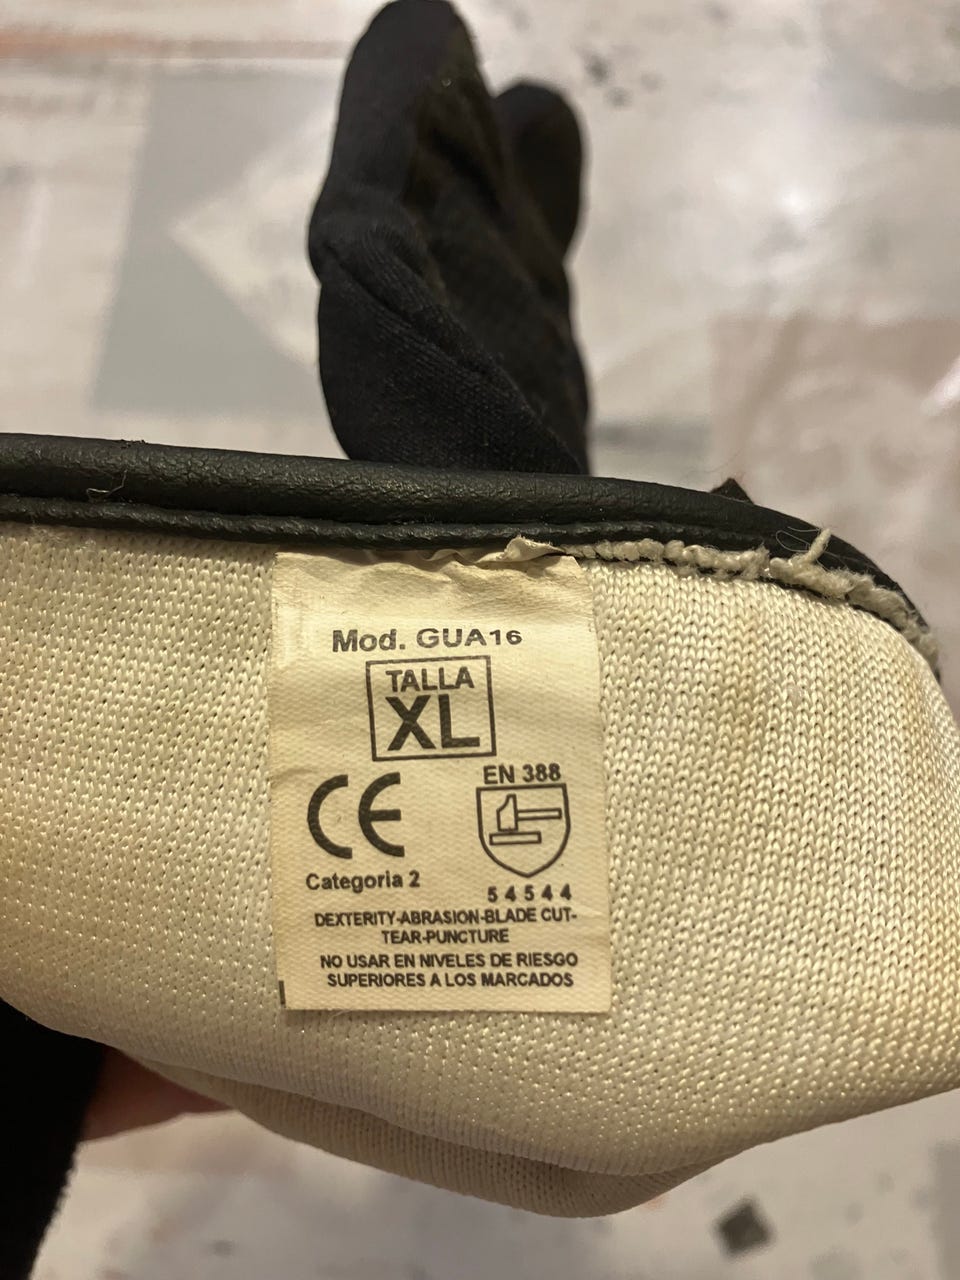 Mod. GUA16
TALLA
XL
CE
EN 388
Categoria 2
5 4 5 4 4
DEXTERITY-ABRASION-BLADE CUT-
TEAR-PUNCTURE
NO USAR EN NIVELES DE RIESGO
SUPERIORES A LOS MARCADOS